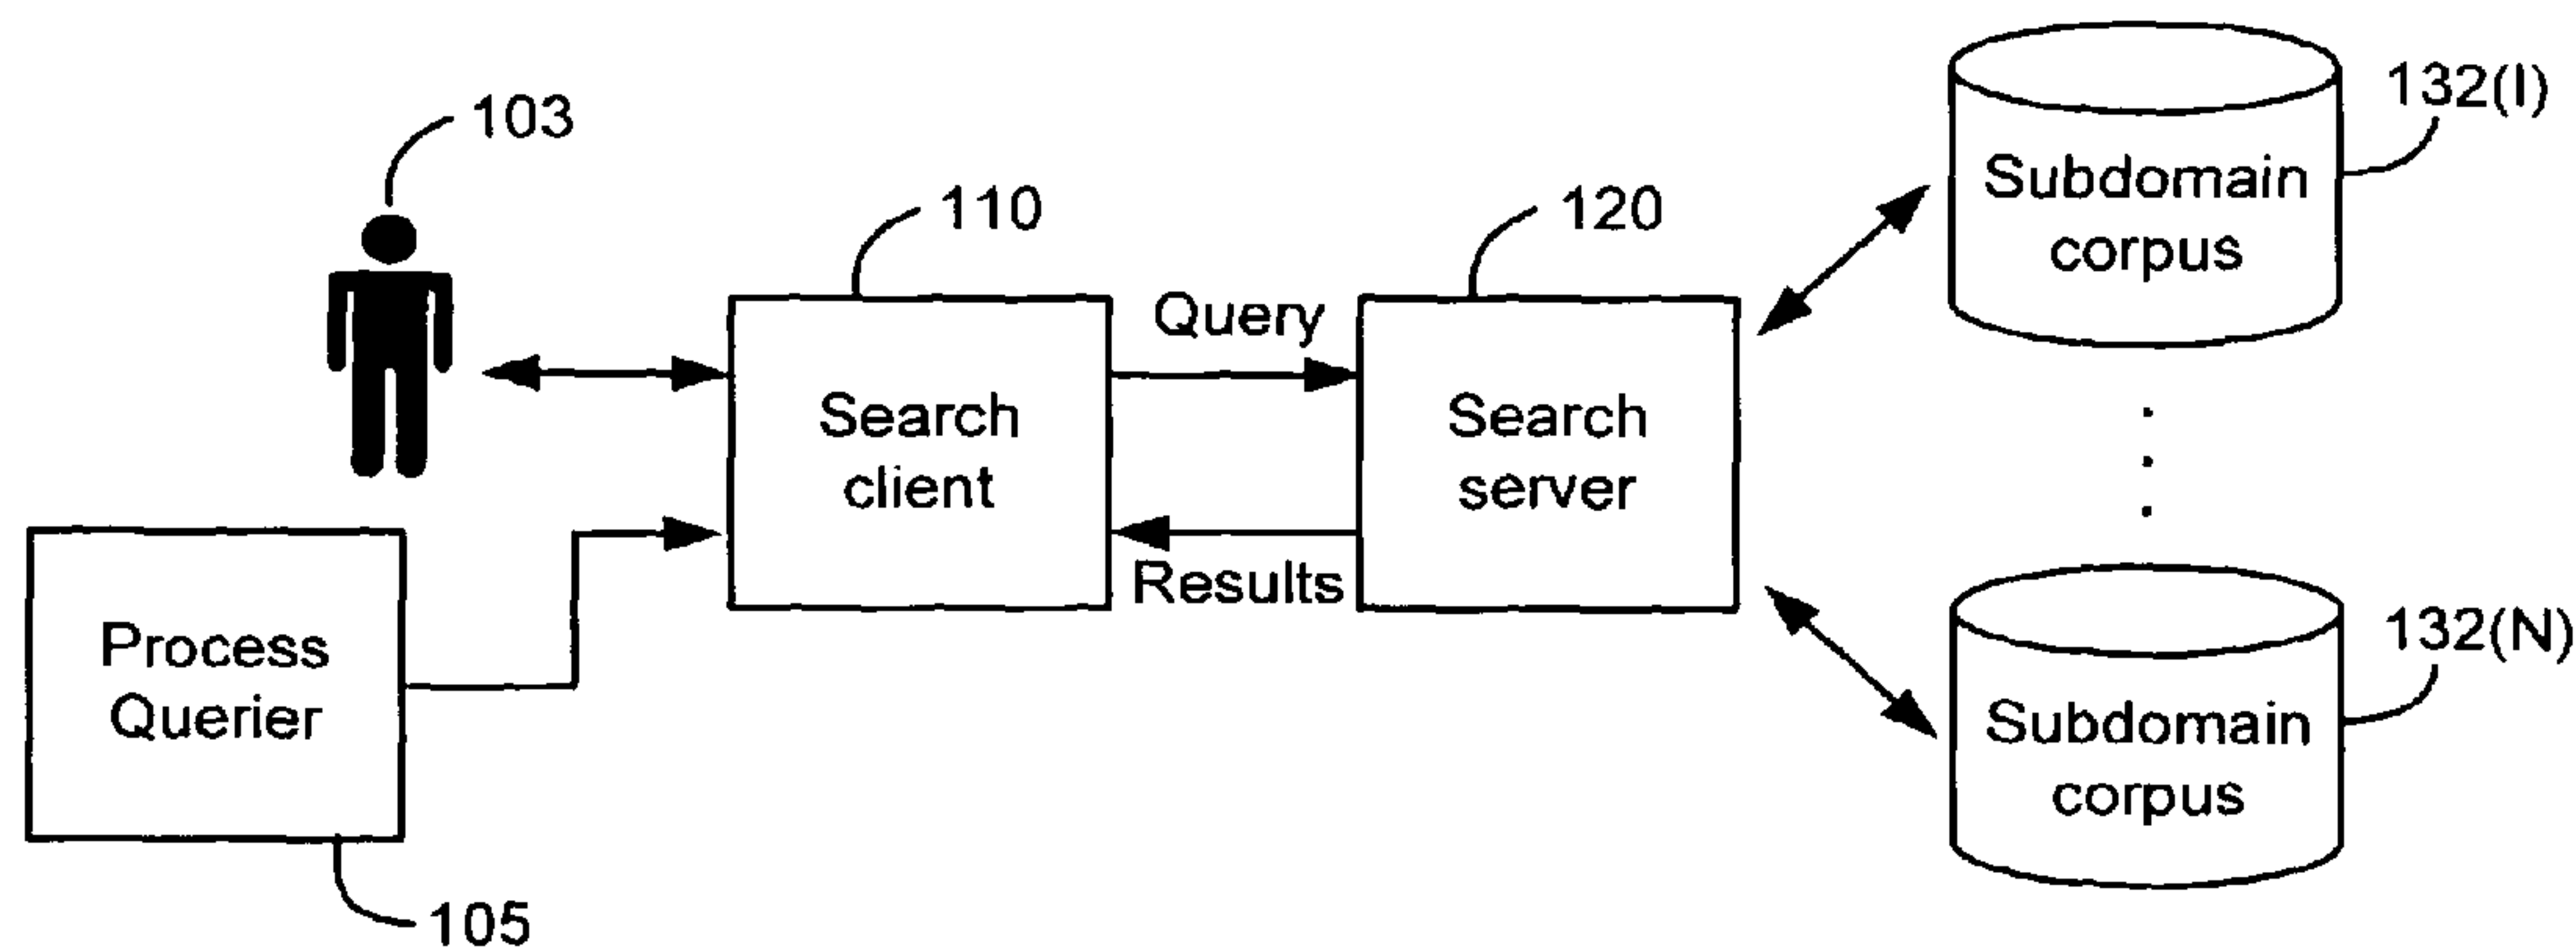 103
110
120
132(I)
Subdomain
corpus
Query
Search
client
Search
server
Results
Process
Querier
105
132(N)
Subdomain
corpus